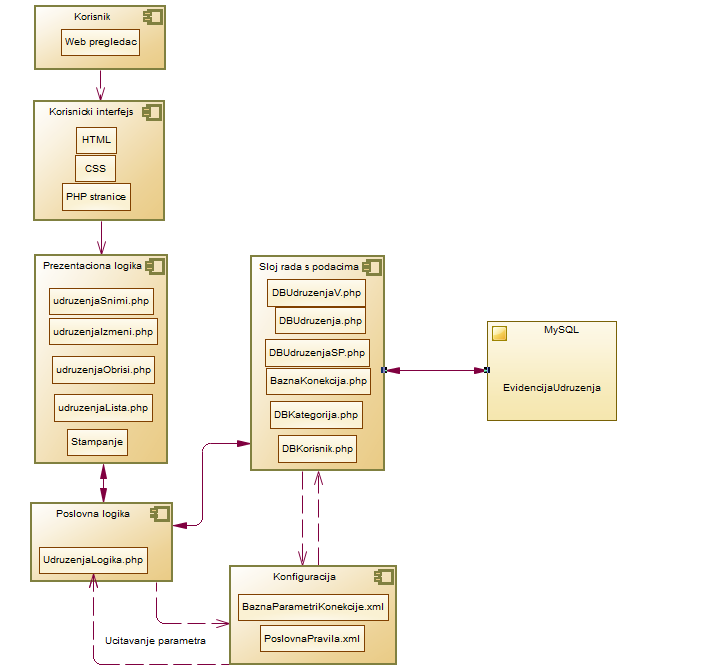 Korisnik
Web pregledac
Korisnicki interfejs
HTML
CSS
PHP stranice
Prezentaciona logika
udruzenjaSnimi.php
udruzenjaIzmeni.php
udruzenjaObrisi.php
udruzenjaLista.php
Stampanje
Sloj rada s podacima
DBUdruzenjaV.php
DBUdruzenja.php
DBUdruzenjaSP.php
BaznaKonekcija.php
DBKategorija.php
DBKorisnik.php
MySQL
EvidencijaUdruzenja
Poslovna logika
UdruzenjaLogika.php
Konfiguracija
BaznaParametriKonekcije.xml
PoslovnaPravila.xml
Ucitavanje parametra